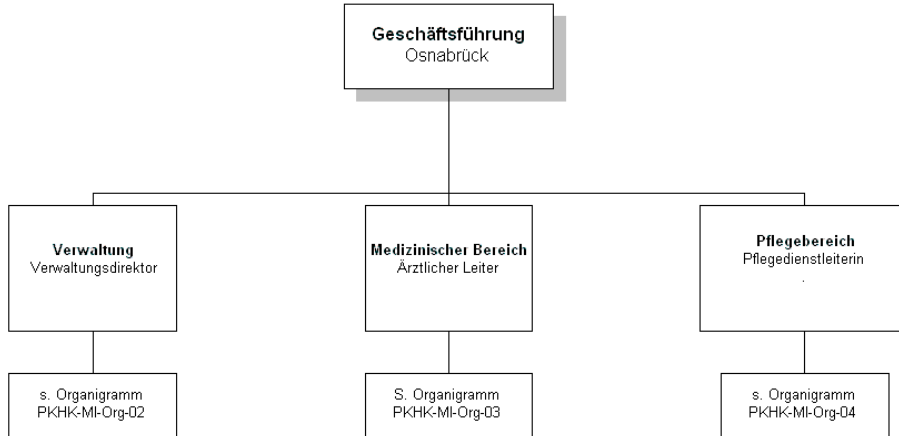 Geschäftsführung
Osnabrück
Verwaltung
Verwaltungsdirektor
Medizinischer Bereich
Ärztlicher Leiter
Pflegebereich
Pflegedienstleiterin
.
s. Organigramm
PKHK-MI-Org-02
S. Organigramm
PKHK-MI-Org-03
s. Organigramm
PKHK-MI-Org-04